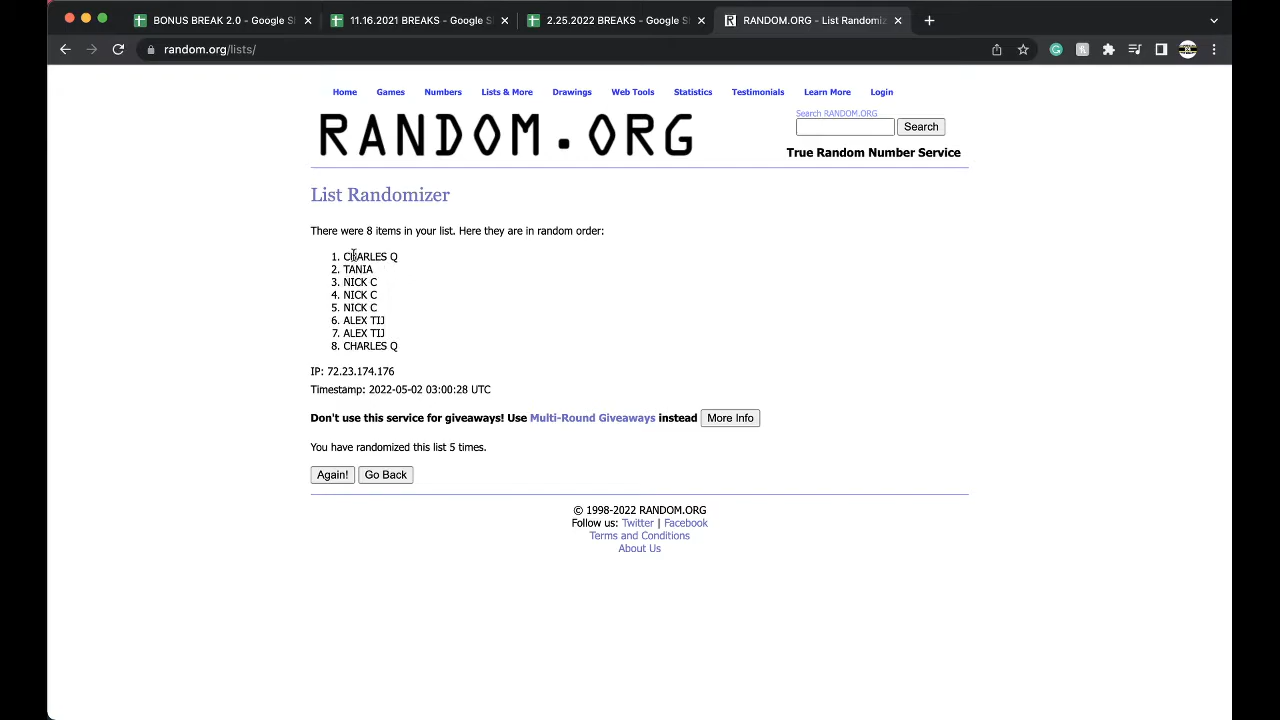 BONUS BREAK 2.0 - Google Sl
11.16.2021 BREAKS - Google S
2.25.2022 BREAKS - Google S
RANDOM.ORG - List Randomiz
random.org/lists/
Home Games Numbers Lists & More Drawings Web Tools Statistics Testimonials Learn More Login
RANDOM.ORG
Search RANDOM.ORG
Search
True Random Number Service
List Randomizer
There were 8 items in your list. Here they are in random order:
1. CHARLES Q
2. TANIA
3. NICK C
4. NICK C
5. NICK C
6. ALEX TIJ
7. ALEX TIJ
8. CHARLES Q
IP: 72.23.174.176
Timestamp: 2022-05-02 03:00:28 UTC
Don't use this service for giveaways! Use Multi-Round Giveaways instead More Info
You have randomized this list 5 times.
Again! Go Back
© 1998-2022 RANDOM.ORG
Follow us: Twitter | Facebook
Terms and Conditions
About Us